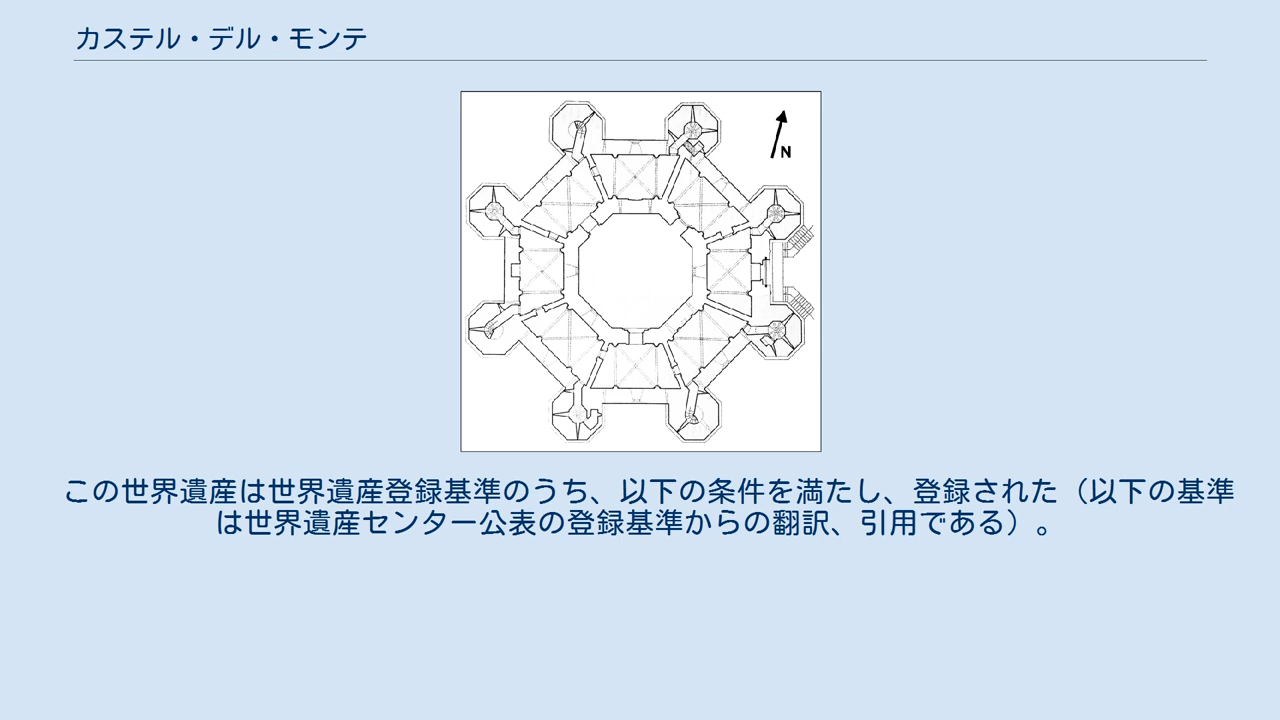 カステル・デル・モンテ
N
この世界遺産は世界遺産登録基準のうち、以下の条件を満たし、登録された（以下の基準
は世界遺産センター公表の登録基準からの翻訳、引用である）。